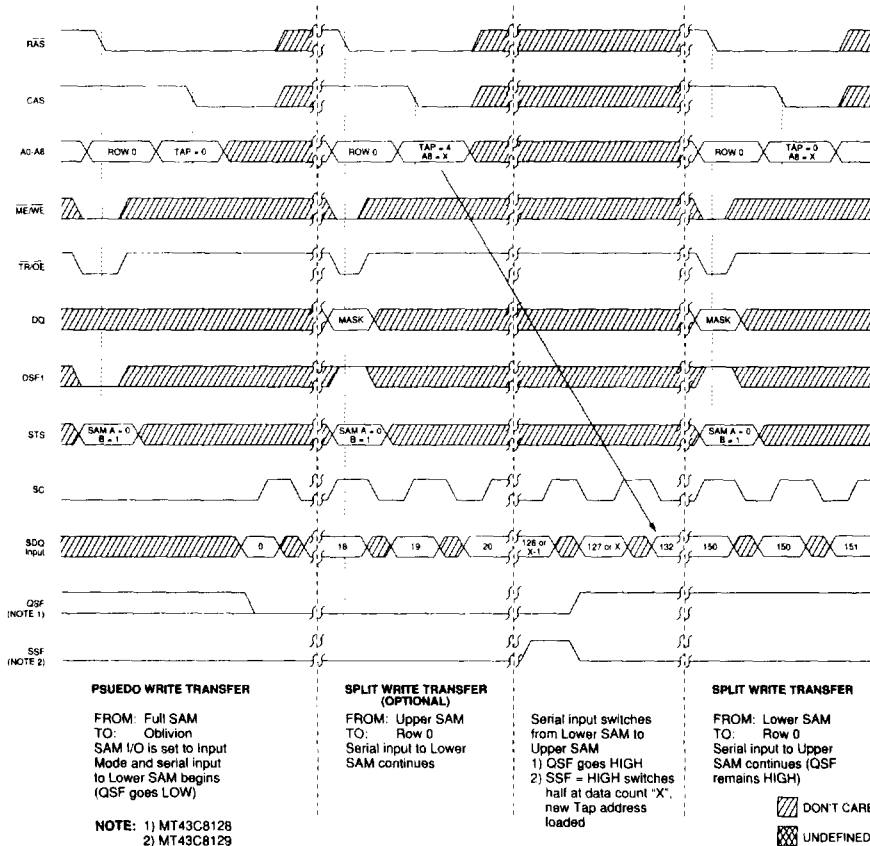 RAS
CAS
A0-A8 ROW 0 TAP = 0 ROW 0 TAP = 4 A8 = X ROW 0 TAP = 0 A8 = X
ME/WE
TR/OE
DQ MASK MASK
DSF1
STS SAM A = 0 B = 1 SAM A = 0 B = 1 SAM A = 0 B = 1
SC
SDQ Input 0 18 19 20 126 or X-1 127 or X 132 150 150 151
QSF (NOTE 1)
SSF (NOTE 2)
PSUEDO WRITE TRANSFER
FROM: Full SAM
TO: Oblivion
SAM I/O is set to Input
Mode and serial input
to Lower SAM begins
(QSF goes LOW)
SPLIT WRITE TRANSFER
(OPTIONAL)
FROM: Upper SAM
TO: Row 0
Serial input to Lower
SAM continues
Serial input switches
from Lower SAM to
Upper SAM
1) QSF goes HIGH
2) SSF = HIGH switches
half at data count "X",
new Tap address
loaded
SPLIT WRITE TRANSFER
FROM: Lower SAM
TO: Row 0
Serial input to Upper
SAM continues (QSF
remains HIGH)
NOTE: 1) MT43C8128
2) MT43C8129
DON'T CARE
UNDEFINED